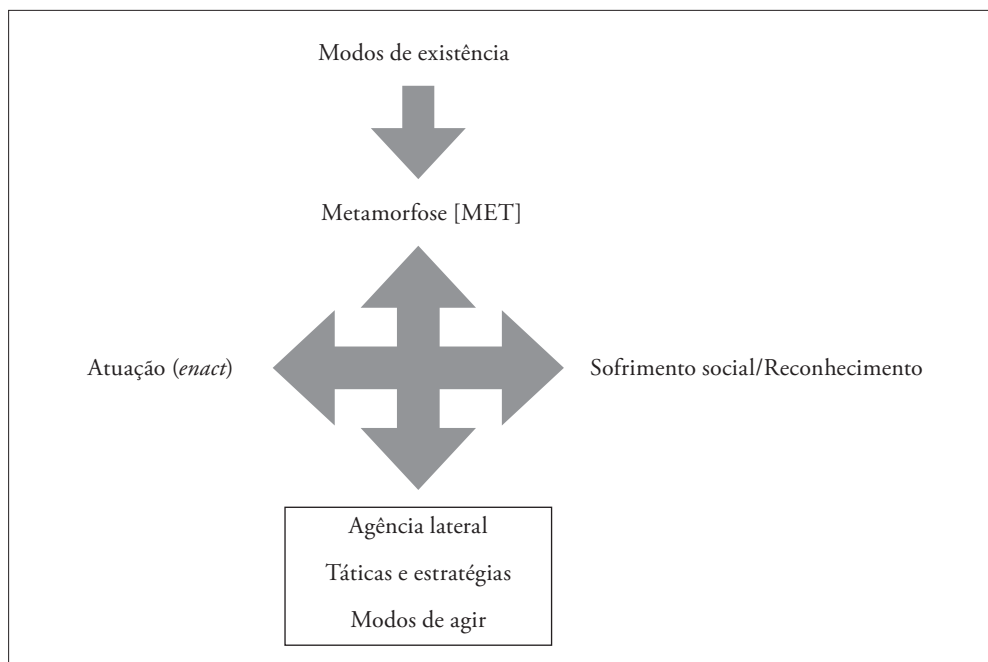 Modos de existência
Metamorfose [MET]
Atuação (enact)
Sofrimento social/Reconhecimento
Agência lateral
Táticas e estratégias
Modos de agir